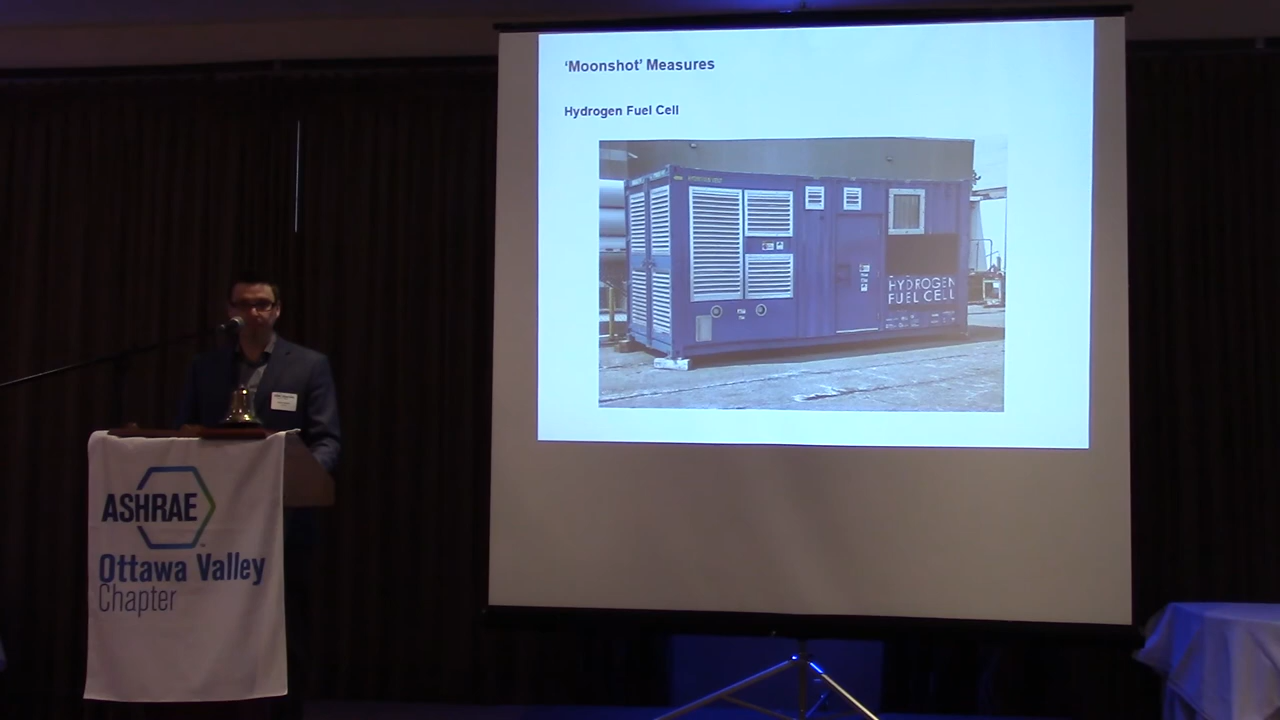 'Moonshot' Measures
Hydrogen Fuel Cell
HYDROGEN
FUEL CELL
ASHRAE
Ottawa Valley
Chapter